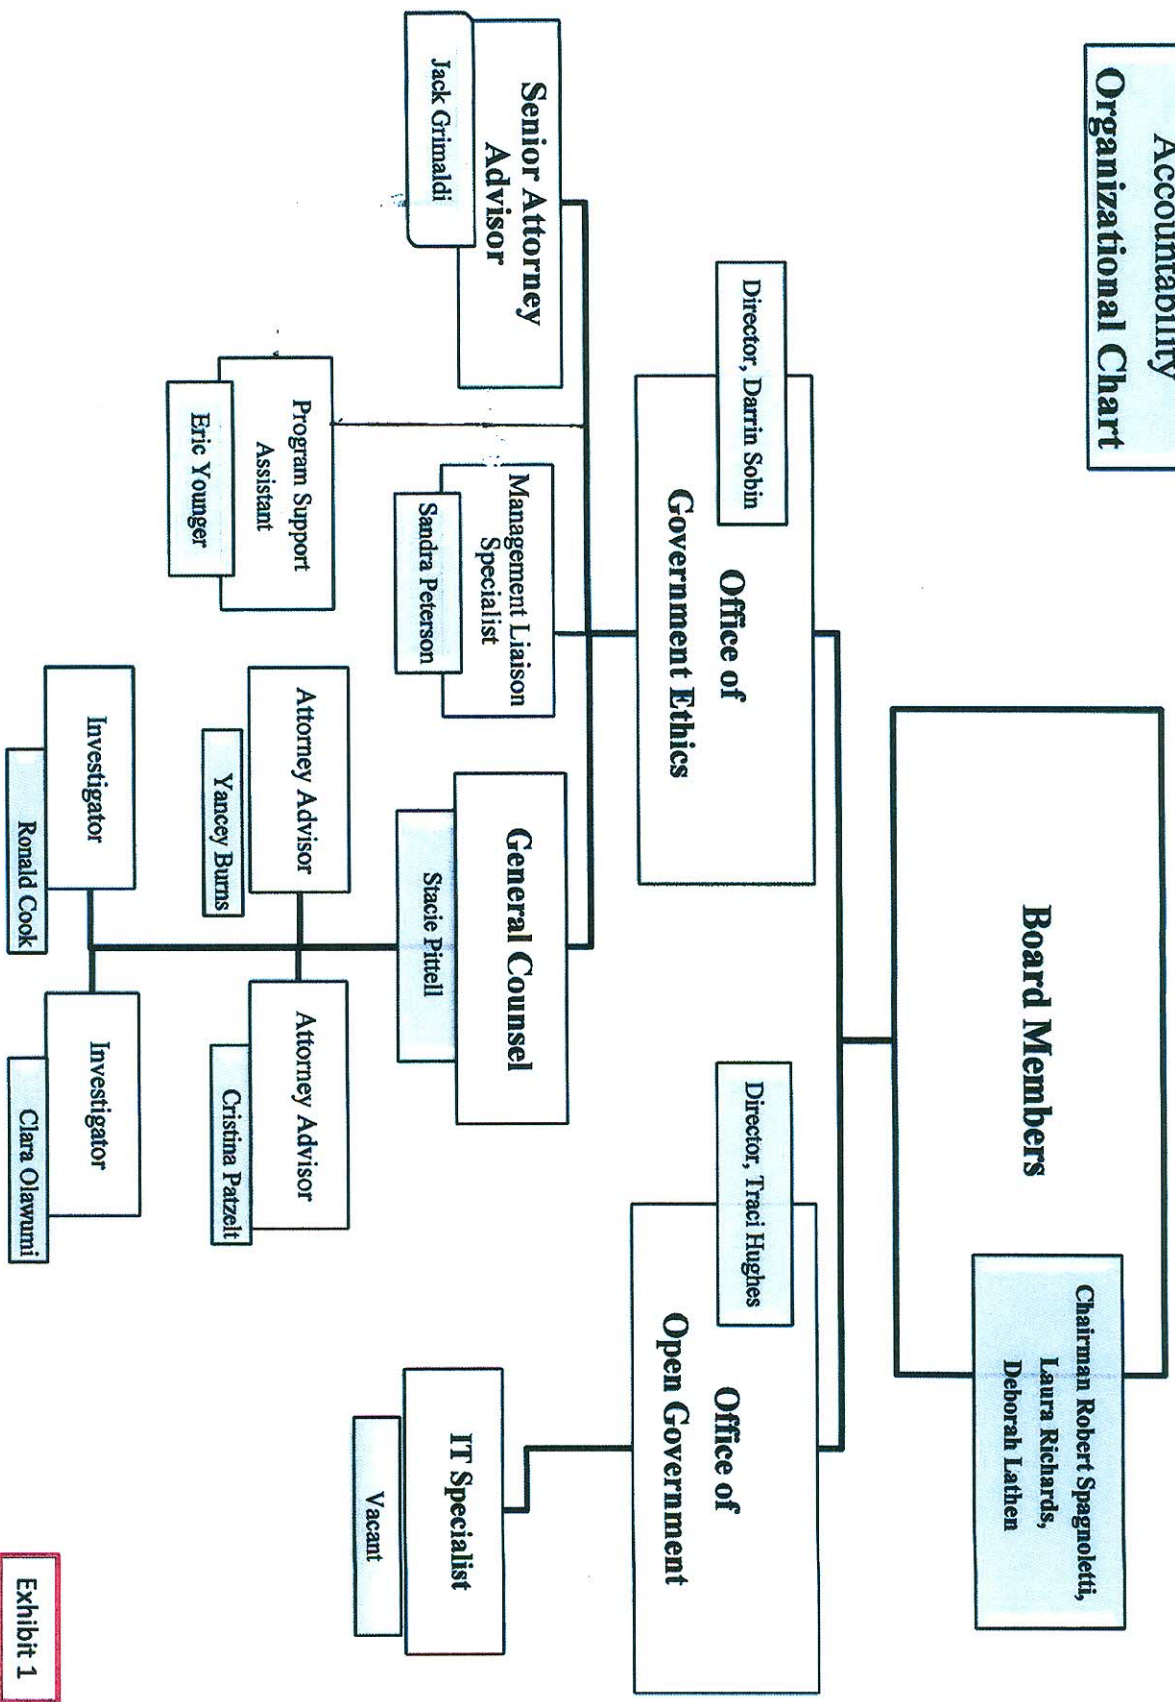 Accountability
Organizational Chart
Board Members
Chairman Robert Spagnoletti,
Laura Richards,
Deborah Lathen
Director, Darrin Sobin
Office of
Government Ethics
Director, Traci Hughes
Office of
Open Government
Senior Attorney
Advisor
Jack Grimaldi
Program Support
Assistant
Eric Younger
Management Liaison
Specialist
Sandra Peterson
General Counsel
Stacie Pittell
IT Specialist
Vacant
Attorney Advisor
Yancey Burns
Attorney Advisor
Cristina Patzelt
Investigator
Ronald Cook
Investigator
Clara Olawumi
Exhibit 1